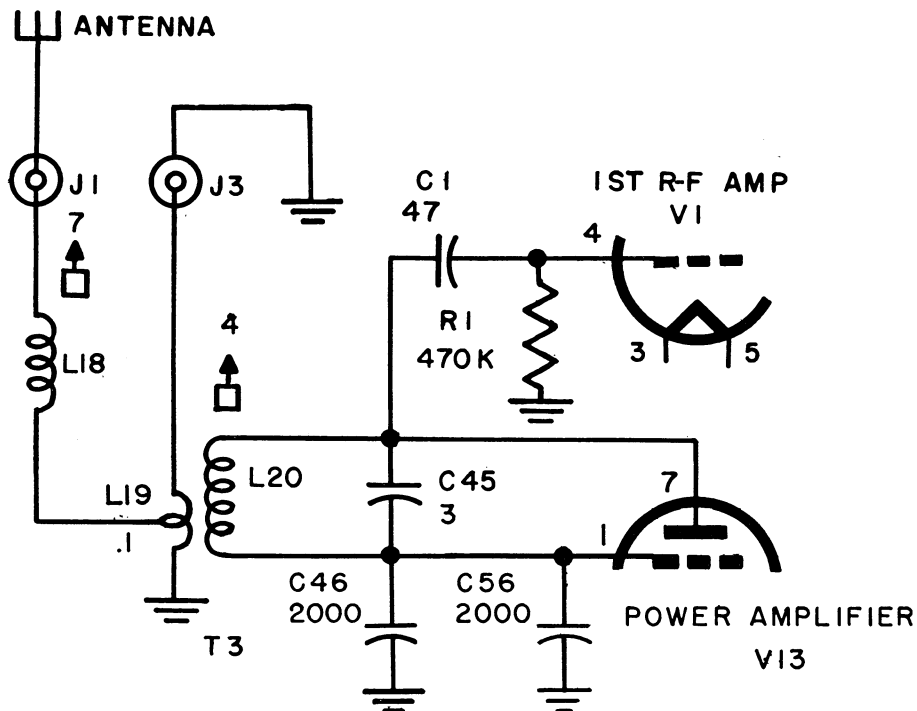 ANTENNA
J1
J3
7
C1
47
1ST R-F AMP
V1
4
R1
470K
3
5
L18
4
L20
L19
.1
C45
3
7
1
C46
2000
C56
2000
POWER AMPLIFIER
V13
T3